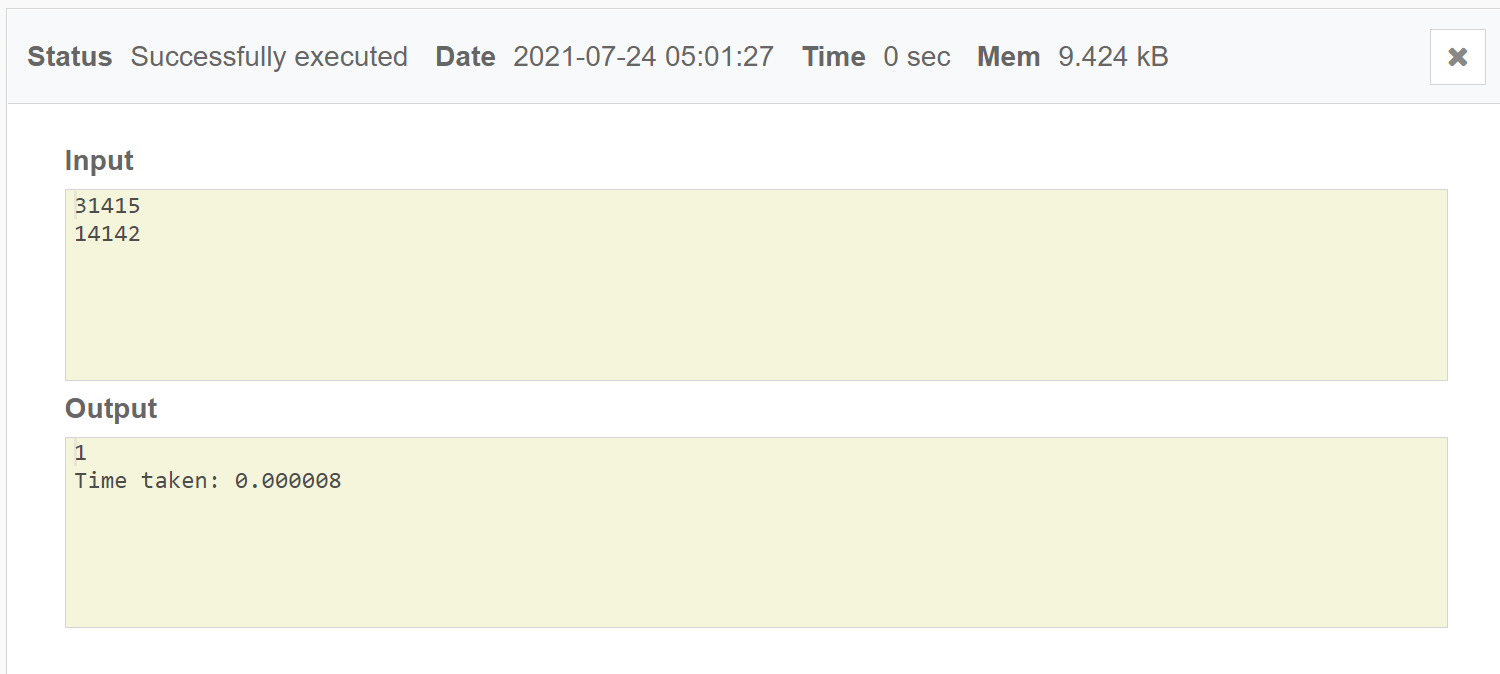 Status Successfully executed Date 2021-07-24 05:01:27 Time 0 sec Mem 9.424 kB
Input
31415
14142
Output
1
Time taken: 0.000008